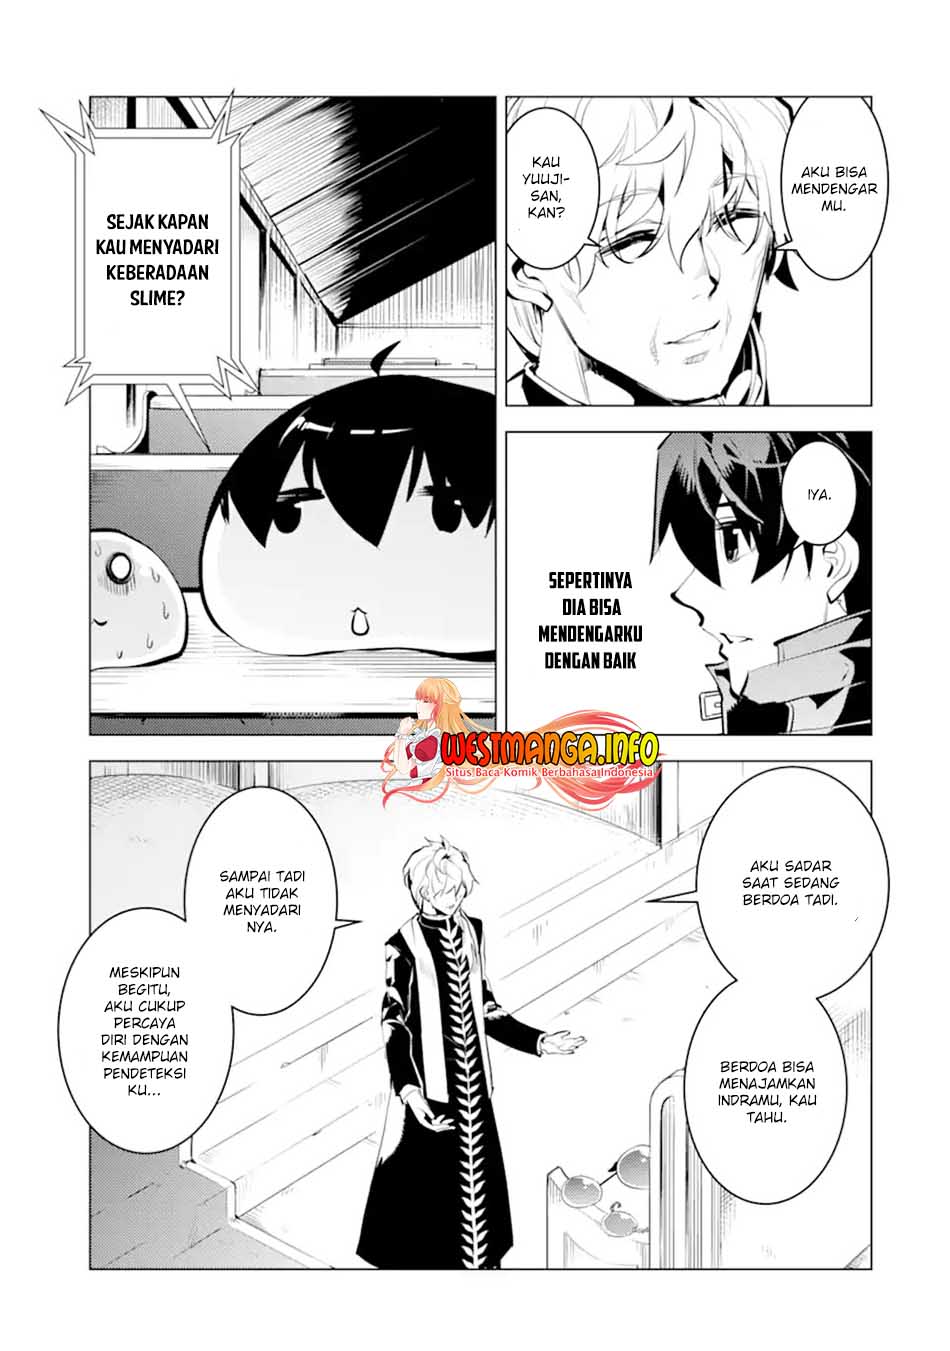 AKU BISA
MENDENGAR
MU.
KAU
YUUJI-
SAN,
KAN?
SEJAK KAPAN
KAU MENYADARI
KEBERADAAN
SLIME?
IYA.
SEPERTINYA
DIA BISA
MENDENGARKU
DENGAN BAIK
WESTMANGA.INFO
Situs Baca Komik Berbahasa Indonesia
AKU SADAR
SAAT SEDANG
BERDOA TADI.
BERDOA BISA
MENAJAMKAN
INDRAMU, KAU
TAHU.
SAMPAI TADI
AKU TIDAK
MENYADARI
NYA.
MESKIPUN
BEGITU,
AKU CUKUP
PERCAYA
DIRI DENGAN
KEMAMPUAN
PENDETEKSI
KU...